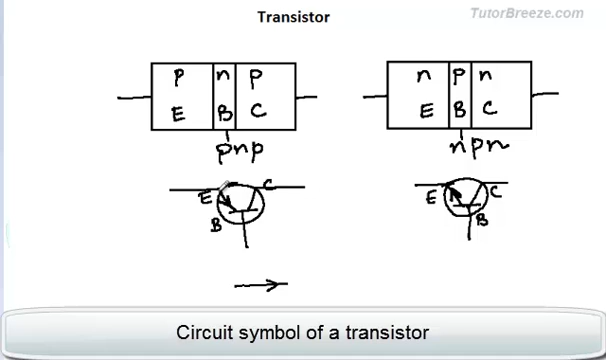 TutorBreeze.com
Transistor
p n p
E B C
pnp
n p n
E B C
npn
E C
B
E C
B
Circuit symbol of a transistor